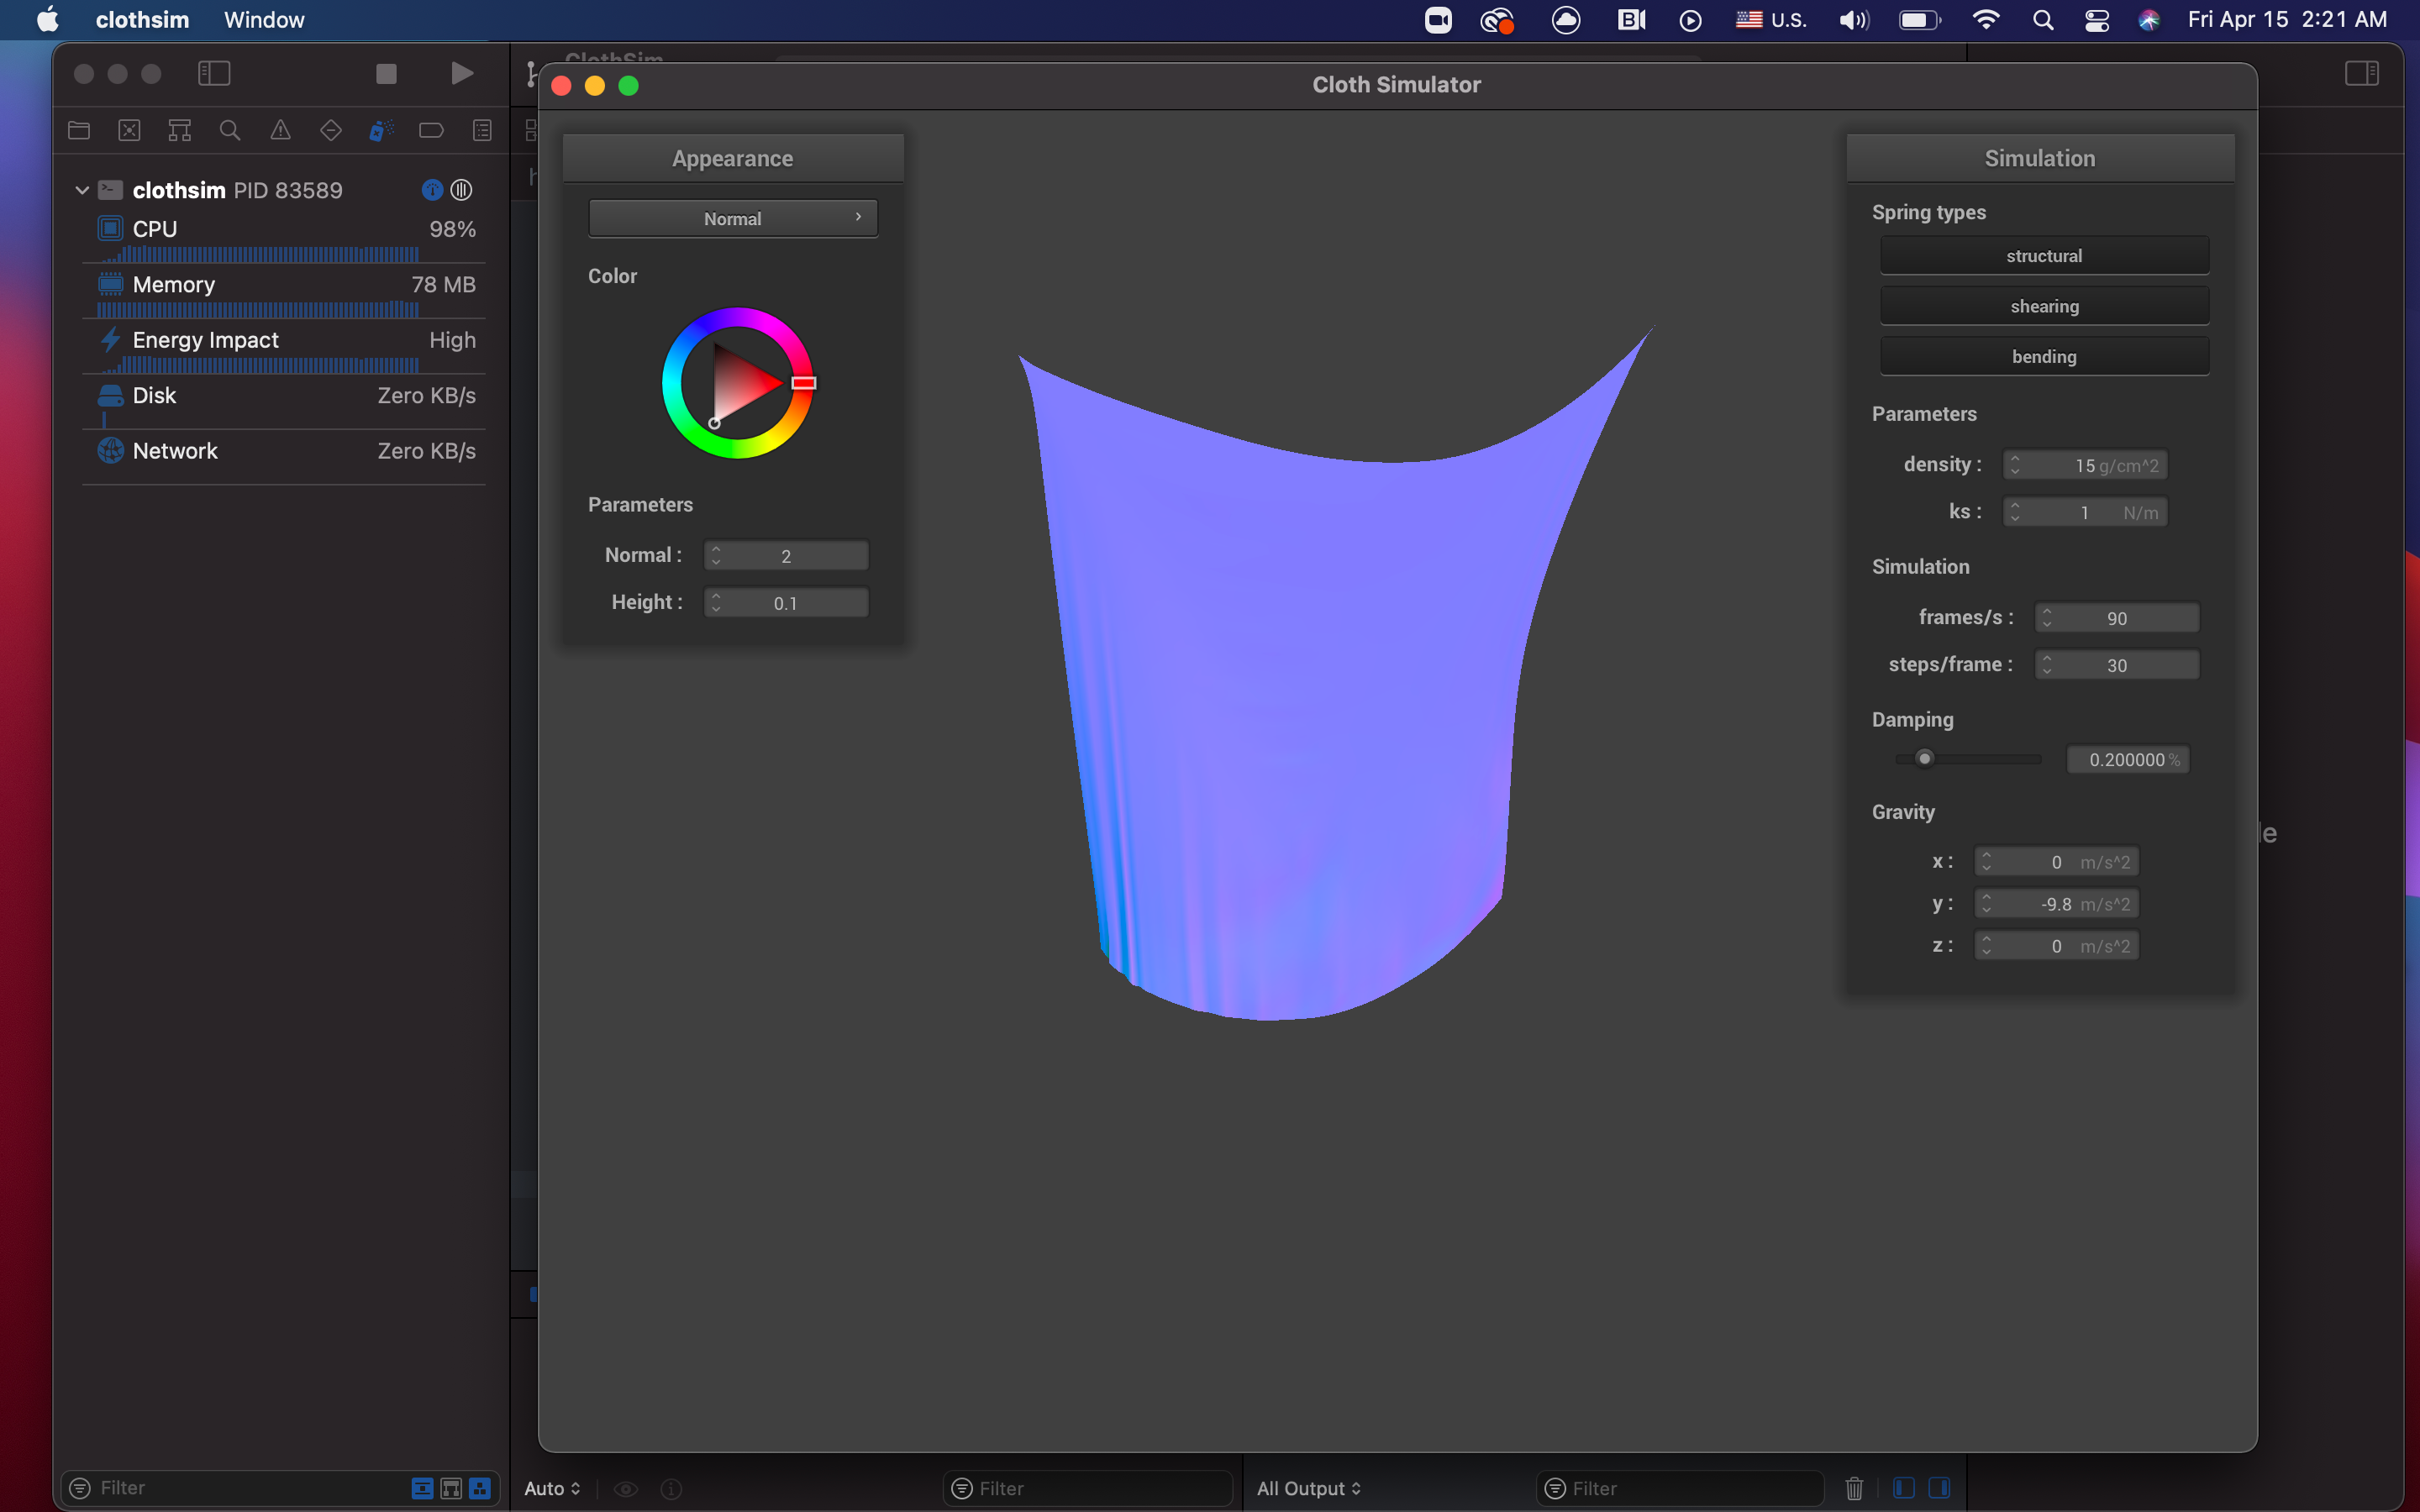 clothsim Window U.S. Fri Apr 15 2:21 AM
ClothSim
Cloth Simulator
clothsim PID 83589
CPU 98%
Memory 78 MB
Energy Impact High
Disk Zero KB/s
Network Zero KB/s
Appearance
Normal
Color
Parameters
Normal : 2
Height : 0.1
Simulation
Spring types
structural
shearing
bending
Parameters
density : 15 g/cm^2
ks : 1 N/m
Simulation
frames/s : 90
steps/frame : 30
Damping
0.200000 %
Gravity
x : 0 m/s^2
y : -9.8 m/s^2
z : 0 m/s^2
Filter
Auto
Filter
All Output
Filter